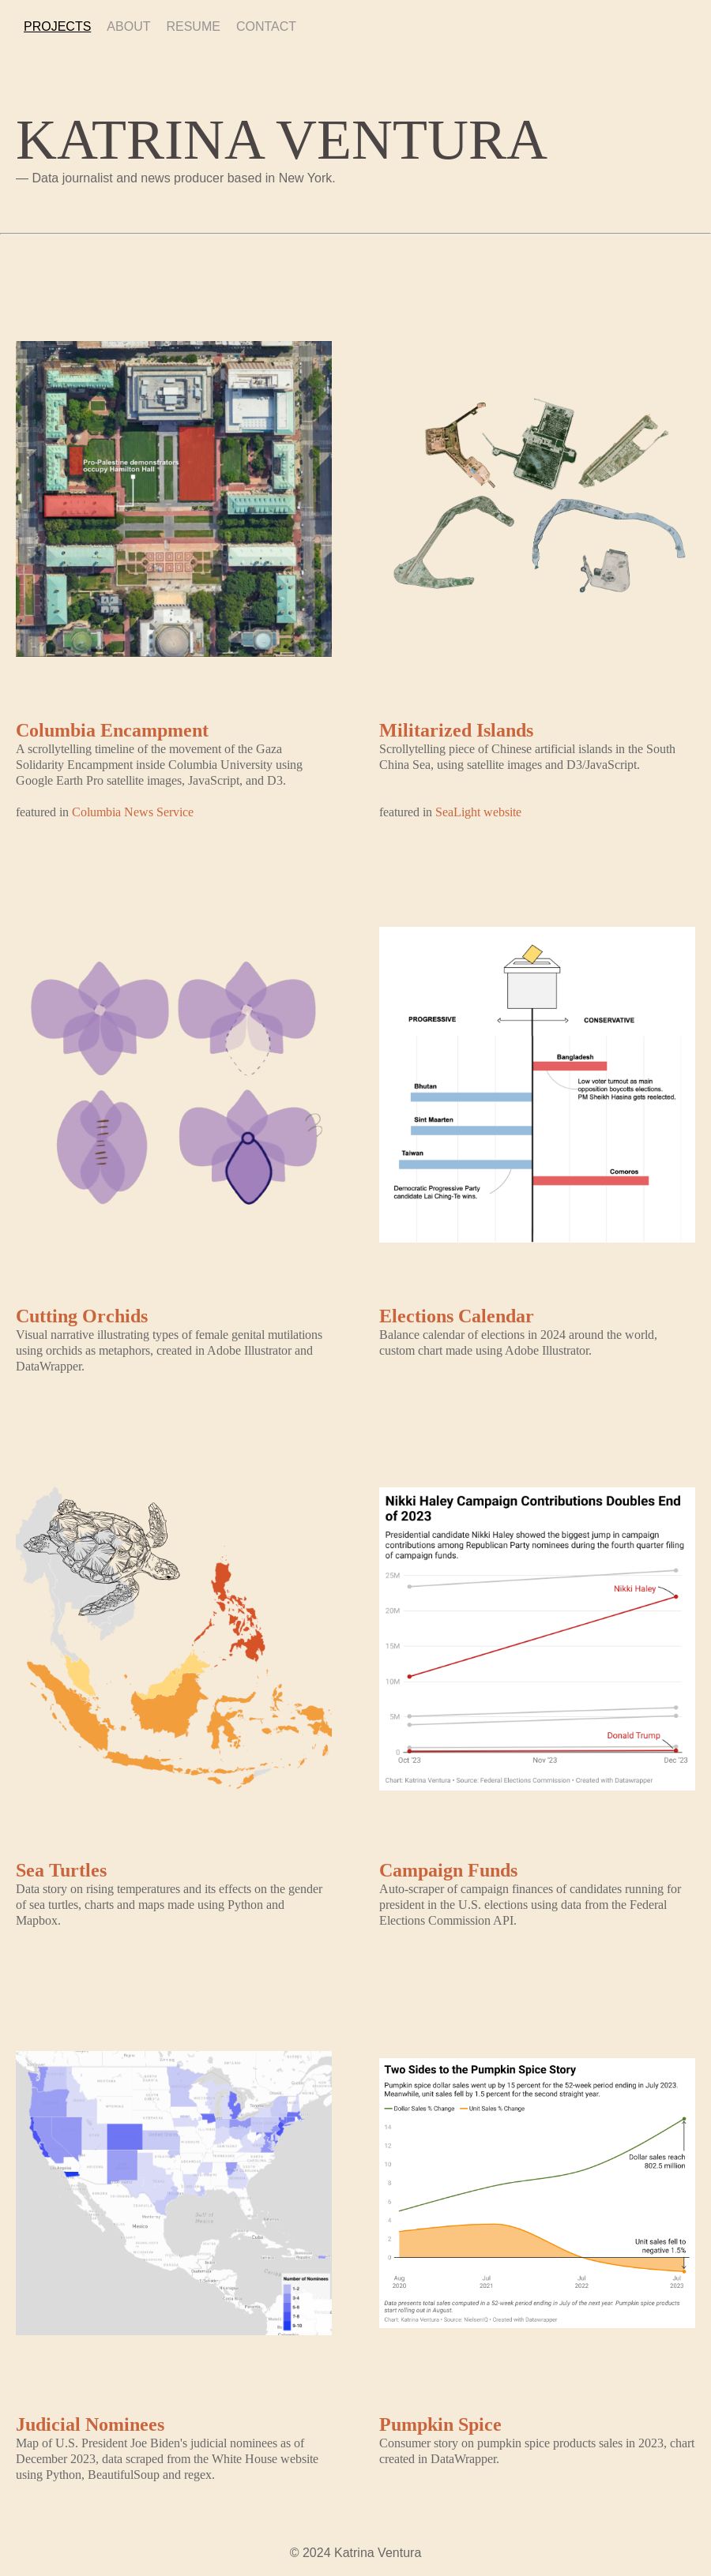 PROJECTS ABOUT RESUME CONTACT
KATRINA VENTURA
— Data journalist and news producer based in New York.
Pro-Palestine demonstrators
occupy Hamilton Hall
Columbia Encampment
A scrollytelling timeline of the movement of the Gaza
Solidarity Encampment inside Columbia University using
Google Earth Pro satellite images, JavaScript, and D3.
featured in Columbia News Service
Militarized Islands
Scrollytelling piece of Chinese artificial islands in the South
China Sea, using satellite images and D3/JavaScript.
featured in SeaLight website
3
Cutting Orchids
Visual narrative illustrating types of female genital mutilations
using orchids as metaphors, created in Adobe Illustrator and
DataWrapper.
PROGRESSIVE
CONSERVATIVE
Bangladesh
Low voter turnout as main
opposition boycotts elections.
PM Sheikh Hasina gets reelected.
Bhutan
Sint Maarten
Taiwan
Comoros
Democratic Progressive Party
candidate Lai Ching-Te wins.
Elections Calendar
Balance calendar of elections in 2024 around the world,
custom chart made using Adobe Illustrator.
Sea Turtles
Data story on rising temperatures and its effects on the gender
of sea turtles, charts and maps made using Python and
Mapbox.
Nikki Haley Campaign Contributions Doubles End
of 2023
Presidential candidate Nikki Haley showed the biggest jump in campaign
contributions among Republican Party nominees during the fourth quarter filing
of campaign funds.
25M
Nikki Haley
20M
15M
10M
5M
Donald Trump
0
Oct '23 Nov '23 Dec '23
Chart: Katrina Ventura • Source: Federal Elections Commission • Created with Datawrapper
Campaign Funds
Auto-scraper of campaign finances of candidates running for
president in the U.S. elections using data from the Federal
Elections Commission API.
Mexico
Number of Nominees
1-2
3-4
5-6
7-8
9-10
Judicial Nominees
Map of U.S. President Joe Biden's judicial nominees as of
December 2023, data scraped from the White House website
using Python, BeautifulSoup and regex.
Two Sides to the Pumpkin Spice Story
Pumpkin spice dollar sales went up by 15 percent for the 52-week period ending in July 2023.
Meanwhile, unit sales fell by 1.5 percent for the second straight year.
Dollar Sales % Change Unit Sales % Change
14
12
Dollar sales reach
802.5 million
10
8
6
4
2
Unit sales fell to
negative 1.5%
0
Aug 2020
Jul 2021
Jul 2022
Jul 2023
Data presents total sales computed in a 52-week period ending in July of the next year. Pumpkin spice products
start rolling out in August.
Chart: Katrina Ventura • Source: NielsenIQ • Created with Datawrapper
Pumpkin Spice
Consumer story on pumpkin spice products sales in 2023, chart
created in DataWrapper.
© 2024 Katrina Ventura